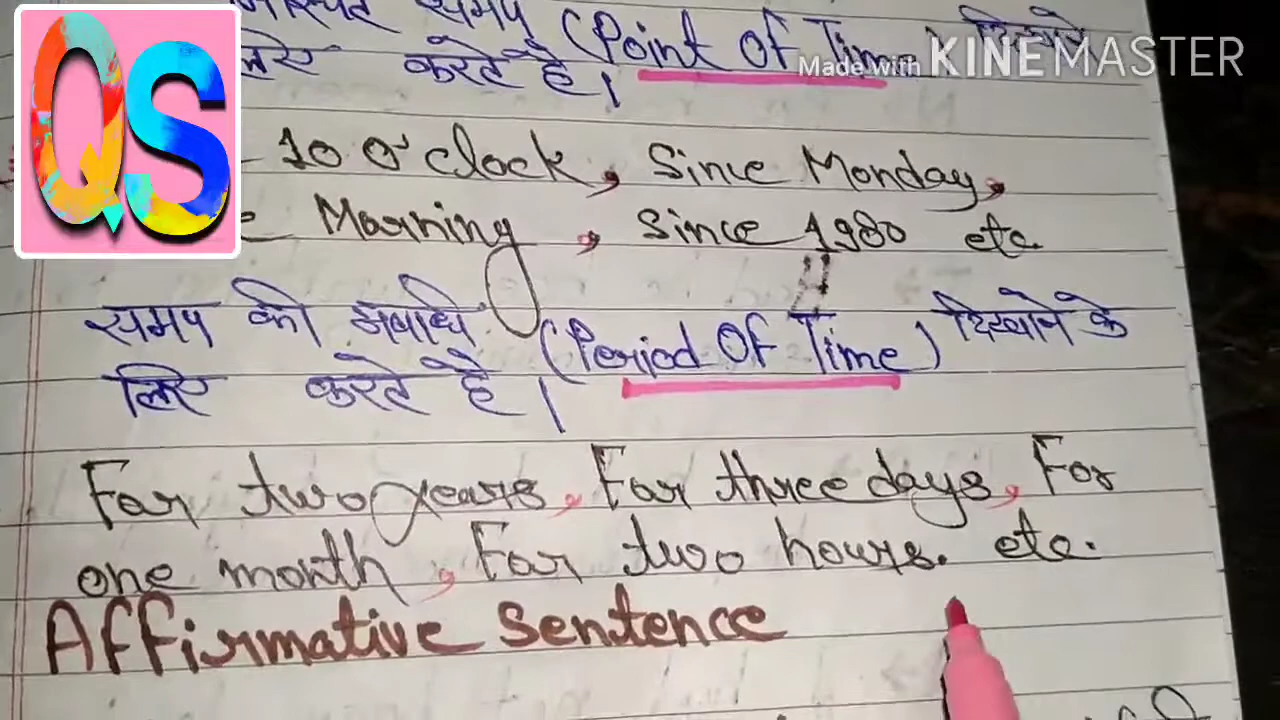 निश्चित समय (Point Of Time) दिखाने
लिए करते है।
QS
Made with KINEMASTER
10 O'clock, Since Monday,
Morning, Since 1980 etc.
समय की अवधि (Period Of Time) दिखाने के
लिए करते है।
For two years, For three days, For
one month, For two hours. etc.
Affirmative Sentence